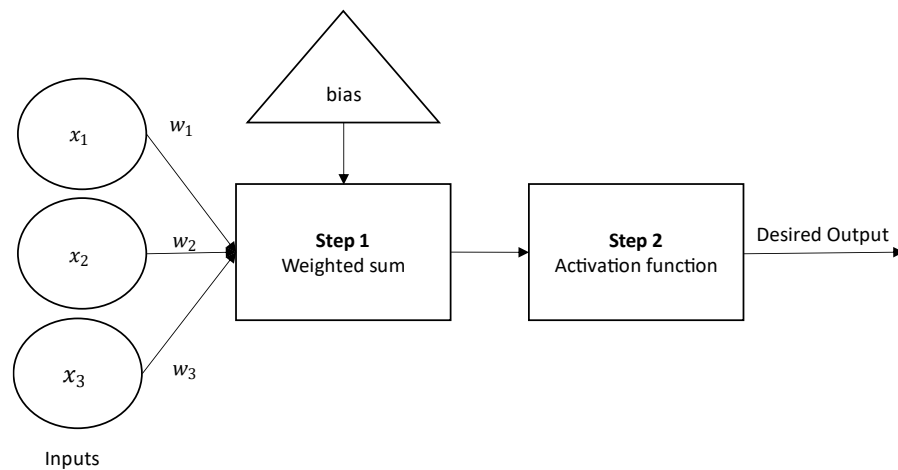 bias
x₁
w₁
x₂
w₂
Step 1
Weighted sum
Step 2
Activation function
Desired Output
x₃
w₃
Inputs